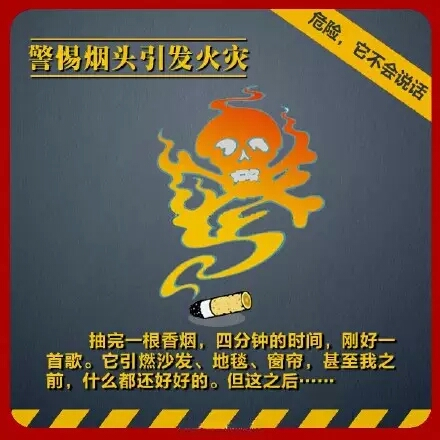 危险，它不会说话
警惕烟头引发火灾
抽完一根香烟，四分钟的时间，刚好一
首歌。它引燃沙发、地毯、窗帘，甚至我之
前，什么都还好好的。但这之后……